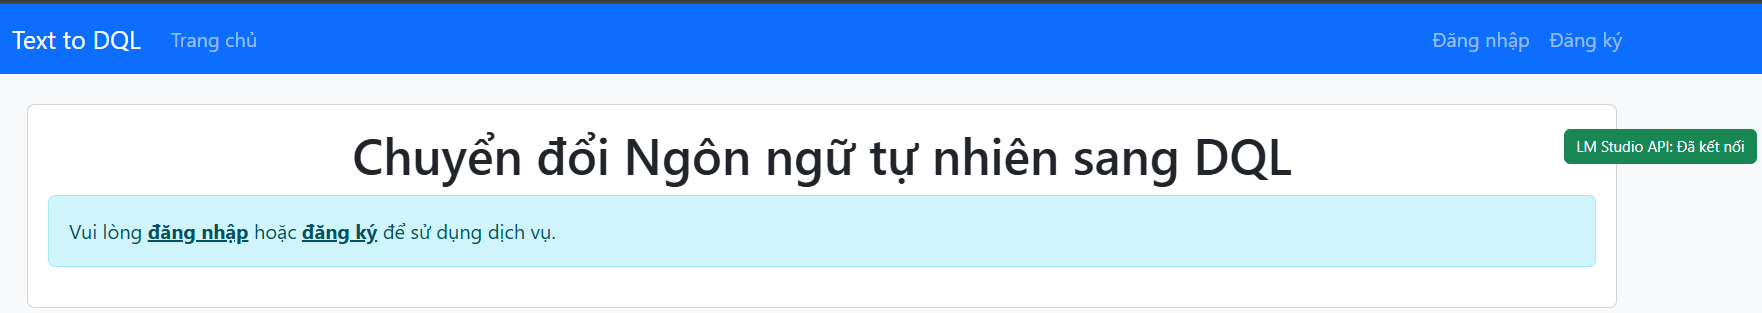 Text to DQL Trang chủ Đăng nhập Đăng ký
Chuyển đổi Ngôn ngữ tự nhiên sang DQL
LM Studio API: Đã kết nối
Vui lòng đăng nhập hoặc đăng ký để sử dụng dịch vụ.